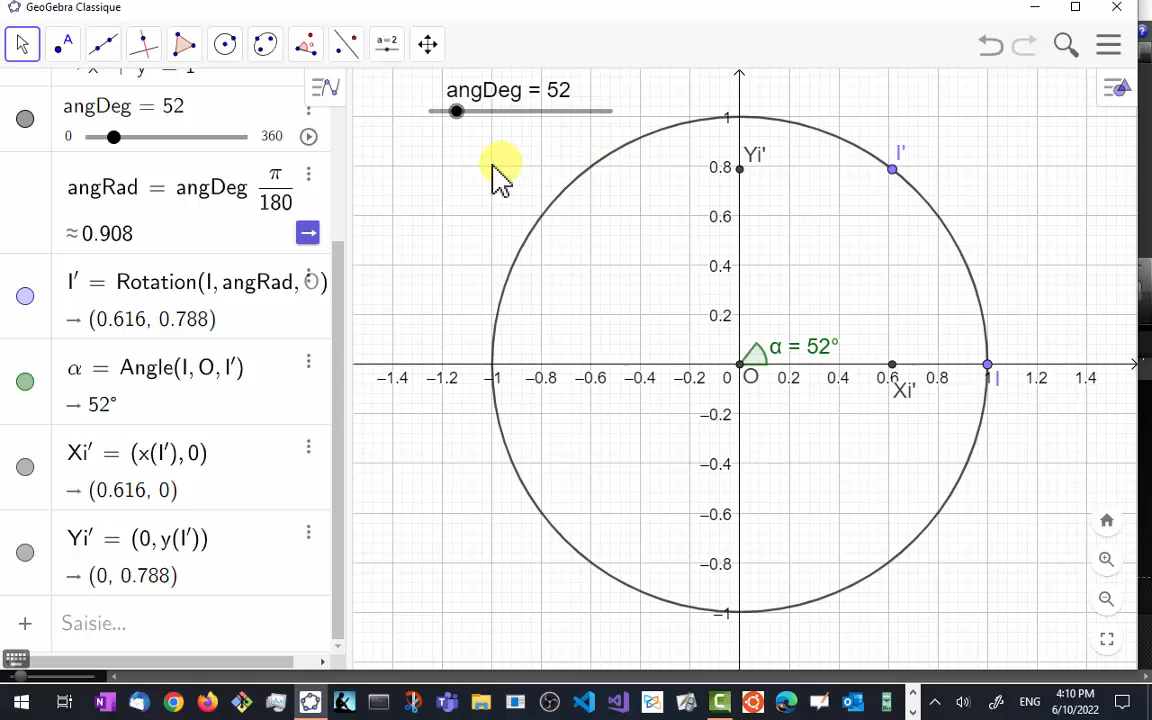 GeoGebra Classique
A
a=2
angDeg = 52
0
360
angRad = angDeg π/180
≈ 0.908
I′ = Rotation(I, angRad, O)
→ (0.616, 0.788)
α = Angle(I, O, I′)
→ 52°
Xi′ = (x(I′), 0)
→ (0.616, 0)
Yi′ = (0, y(I′))
→ (0, 0.788)
+ Saisie...
angDeg = 52
1
Yi'
I'
0.8
0.6
0.4
0.2
α = 52°
−1.4 −1.2 −1 −0.8 −0.6 −0.4 −0.2 0 O 0.2 0.4 0.6 0.8 1 I 1.2 1.4
Xi'
−0.2
−0.4
−0.6
−0.8
−1
ENG
4:10 PM
6/10/2022